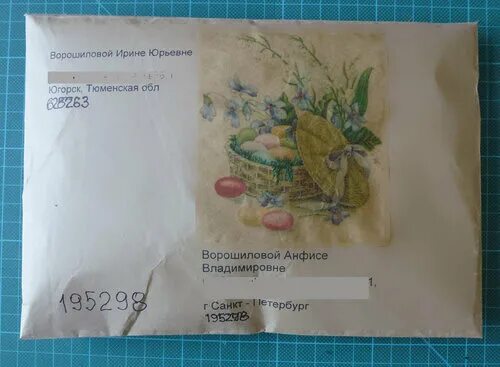 Ворошиловой Ирине Юрьевне
Югорск, Тюменская обл
628263
Ворошиловой Анфисе
Владимировне
1,
г Санкт - Петербург
195298
195298